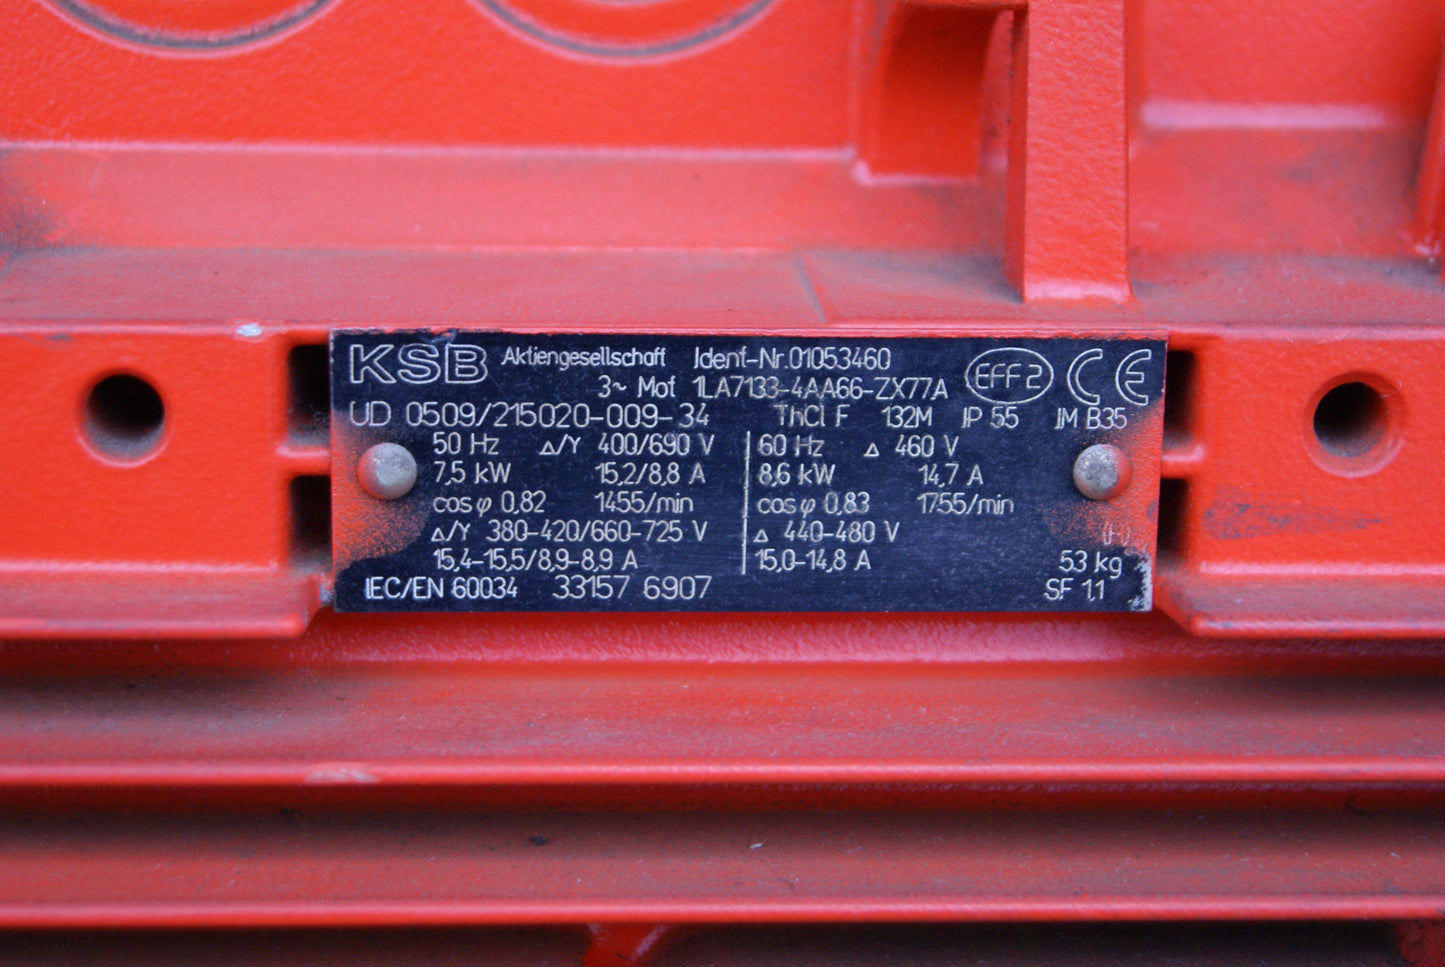 KSB Aktiengesellschaft Ident-Nr.01053460
3~ Mot 1LA7133-4AA66-ZX77A EFF2 CE
UD 0509/215020-009-34 ThCl F 132M IP 55 IM B35
50 Hz Δ/Y 400/690 V 60 Hz Δ 460 V
7,5 kW 15,2/8,8 A 8,6 kW 14,7 A
cos φ 0,82 1455/min cos φ 0,83 1755/min
Δ/Y 380-420/660-725 V Δ 440-480 V
15,4-15,5/8,9-8,9 A 15,0-14,8 A 53 kg
IEC/EN 60034 33157 6907 SF 1.1